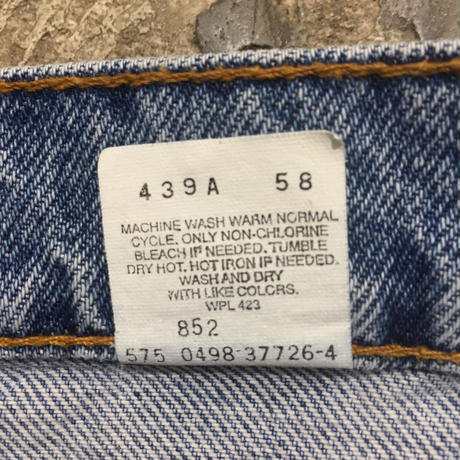 439A 58
MACHINE WASH WARM NORMAL
CYCLE. ONLY NON-CHLORINE
BLEACH IF NEEDED. TUMBLE
DRY HOT. HOT IRON IF NEEDED.
WASH AND DRY
WITH LIKE COLORS.
WPL 423
852
575 0498-37726-4